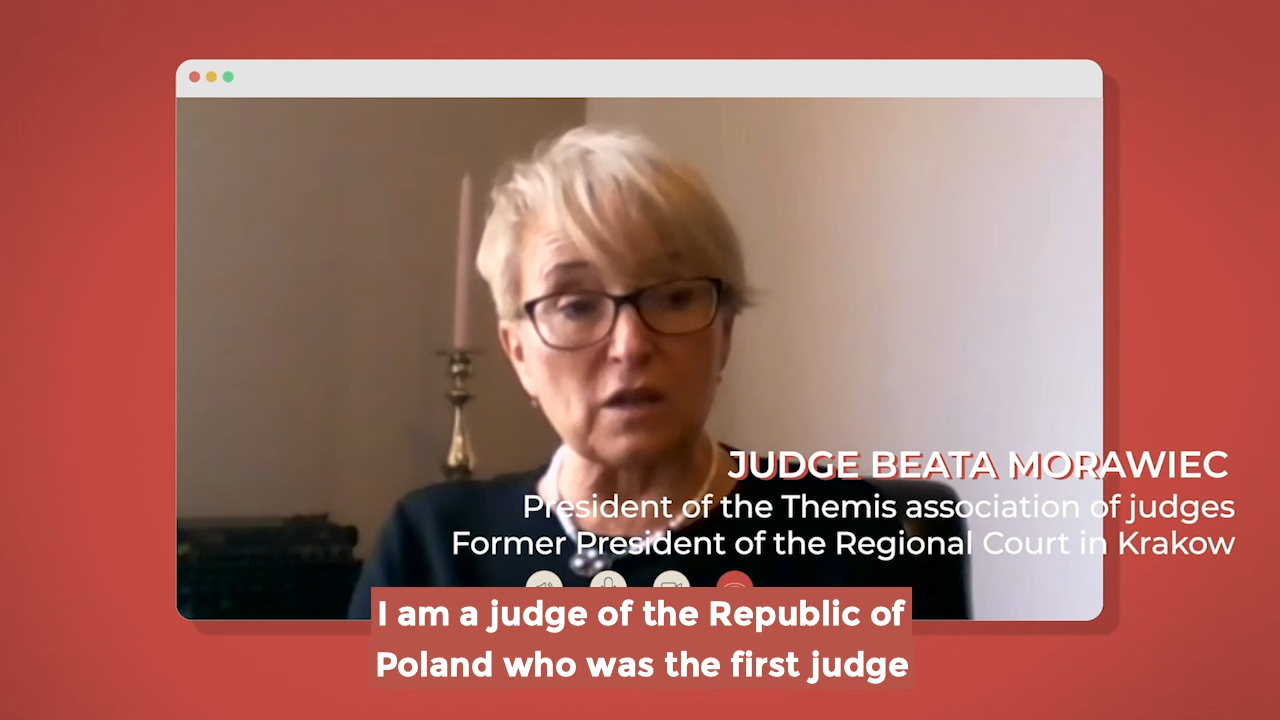 JUDGE BEATA MORAWIEC
President of the Themis association of judges
Former President of the Regional Court in Krakow
I am a judge of the Republic of
Poland who was the first judge